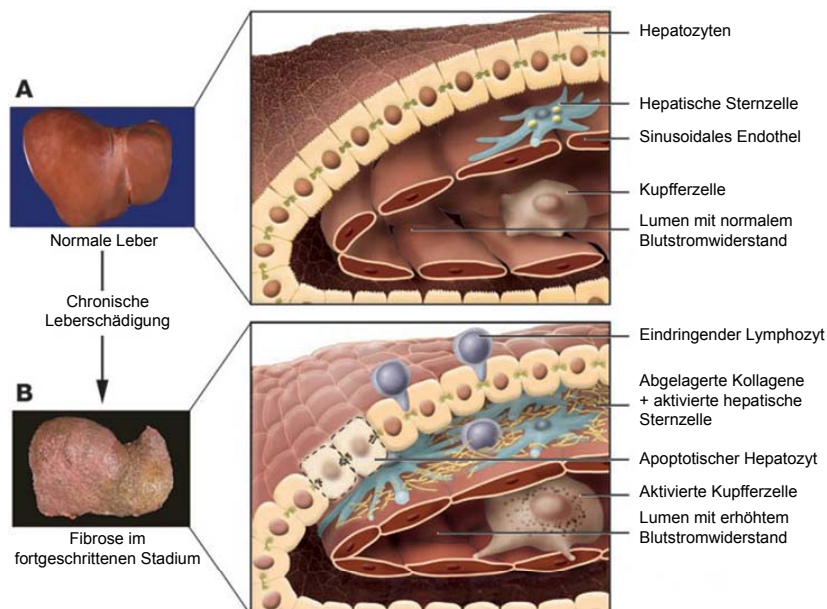 A
Normale Leber
Chronische
Leberschädigung
B
Fibrose im
fortgeschrittenen Stadium
Hepatozyten
Hepatische Sternzelle
Sinusoidales Endothel
Kupfferzelle
Lumen mit normalem
Blutstromwiderstand
Eindringender Lymphozyt
Abgelagerte Kollagene
+ aktivierte hepatische
Sternzelle
Apoptotischer Hepatozyt
Aktivierte Kupfferzelle
Lumen mit erhöhtem
Blutstromwiderstand